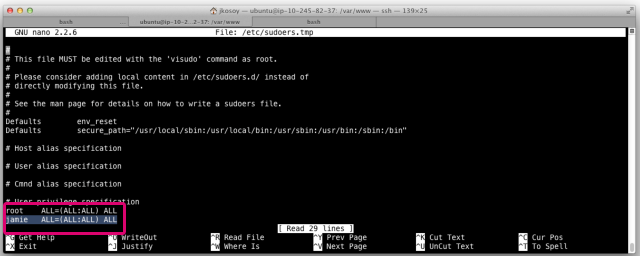 jkosoy — ubuntu@ip-10-245-82-37: /var/www — ssh — 139×25
bash ... ubuntu@ip-10-2...2-37: /var/www bash
GNU nano 2.2.6 File: /etc/sudoers.tmp
#
# This file MUST be edited with the 'visudo' command as root.
#
# Please consider adding local content in /etc/sudoers.d/ instead of
# directly modifying this file.
#
# See the man page for details on how to write a sudoers file.
#
Defaults env_reset
Defaults secure_path="/usr/local/sbin:/usr/local/bin:/usr/sbin:/usr/bin:/sbin:/bin"
# Host alias specification
# User alias specification
# Cmnd alias specification
# User privilege specification
root ALL=(ALL:ALL) ALL
jamie ALL=(ALL:ALL) ALL
[ Read 29 lines ]
^G Get Help ^O WriteOut ^R Read File ^Y Prev Page ^K Cut Text ^C Cur Pos
^X Exit ^J Justify ^W Where Is ^V Next Page ^U UnCut Text ^T To Spell